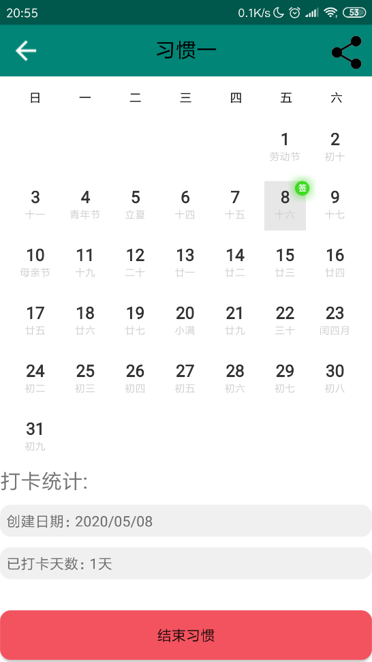 20:55 0.1K/s 53
习惯一
日 一 二 三 四 五 六
1 2
劳动节 初十
3 4 5 6 7 8 签 9
十一 青年节 立夏 十四 十五 十六 十七
10 11 12 13 14 15 16
母亲节 十九 二十 廿一 廿二 廿三 廿四
17 18 19 20 21 22 23
廿五 廿六 廿七 小满 廿九 三十 闰四月
24 25 26 27 28 29 30
初二 初三 初四 初五 初六 初七 初八
31
初九
打卡统计:
创建日期: 2020/05/08
已打卡天数: 1天
结束习惯